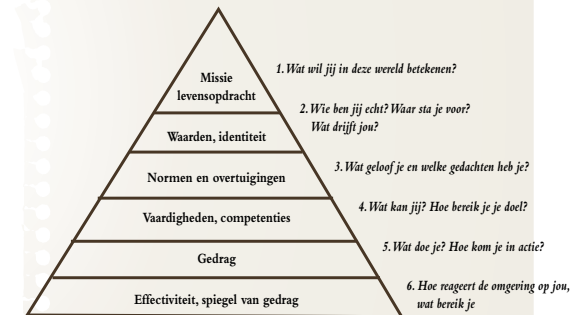 1. Wat wil jij in deze wereld betekenen?
Missie
levensopdracht
2. Wie ben jij echt? Waar sta je voor?
Wat drijft jou?
Waarden, identiteit
3. Wat geloof je en welke gedachten heb je?
Normen en overtuigingen
4. Wat kan jij? Hoe bereik je je doel?
Vaardigheden, competenties
5. Wat doe je? Hoe kom je in actie?
Gedrag
6. Hoe reageert de omgeving op jou,
wat bereik je
Effectiviteit, spiegel van gedrag